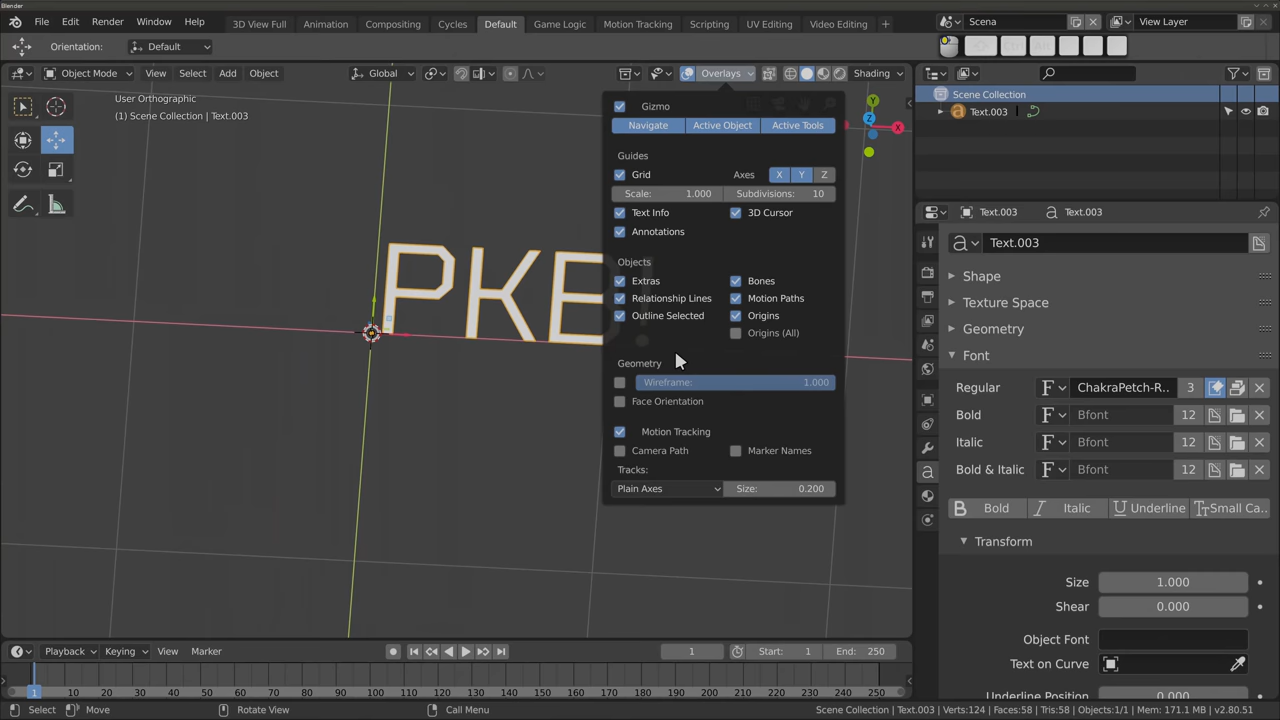 Blender
File Edit Render Window Help
3D View Full Animation Compositing Cycles Default Game Logic Motion Tracking Scripting UV Editing Video Editing +
Scena View Layer
Orientation: Default
Ctrl Alt
Object Mode View Select Add Object Global Overlays Shading
User Orthographic
(1) Scene Collection | Text.003
Y
Z
X
PKE
Gizmo
Navigate Active Object Active Tools
Guides
Grid Axes X Y Z
Scale: 1.000 Subdivisions: 10
Text Info 3D Cursor
Annotations
Objects
Extras Bones
Relationship Lines Motion Paths
Outline Selected Origins
Origins (All)
Geometry
Wireframe: 1.000
Face Orientation
Motion Tracking
Camera Path Marker Names
Tracks:
Plain Axes Size: 0.200
Scene Collection
Text.003
Text.003 Text.003
Text.003
Shape
Texture Space
Geometry
Font
Regular ChakraPetch-R.. 3
Bold Bfont 12
Italic Bfont 12
Bold & Italic Bfont 12
Bold Italic Underline Small Ca..
Transform
Size 1.000
Shear 0.000
Object Font
Text on Curve
Underline Position 0.000
Playback Keying View Marker 1 Start: 1 End: 250
1 10 20 30 40 50 60 70 80 90 100 110 120 130 140 150 160 170 180 190 200 210 220 230 240 250
Select Move Rotate View Call Menu Scene Collection | Text.003 | Verts:124 | Faces:58 | Tris:58 | Objects:1/1 | Mem: 171.1 MB | v2.80.51